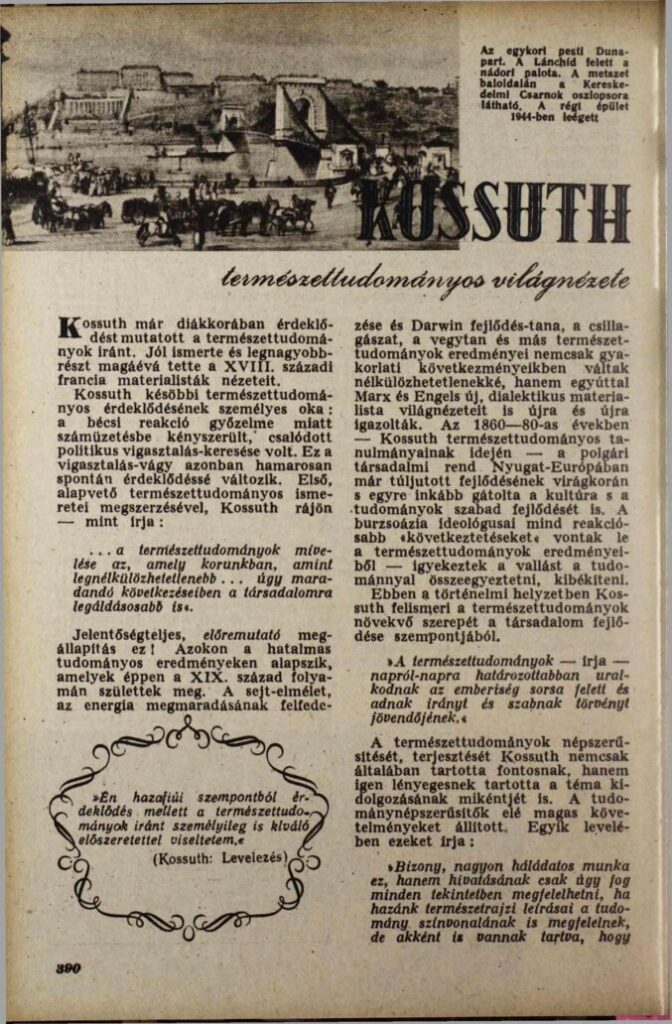 Az egykori pesti Duna-
part. A Lánchíd felett a
nádori palota. A metszet
baloldalán a Kereske-
delmi Csarnok oszlopsora
látható. A régi épület
1944-ben leégett
KOSSUTH
természettudományos világnézete
Kossuth már diákkorában érdeklő-
dést mutatott a természettudomá-
nyok iránt. Jól ismerte és legnagyobb-
részt magáévá tette a XVIII. századi
francia materialisták nézeteit.
Kossuth későbbi természettudomá-
nyos érdeklődésének személyes oka :
a bécsi reakció győzelme miatt
számüzetésbe kényszerült, csalódott
politikus vigasztalás-keresése volt. Ez a
vigasztalás-vágy azonban hamarosan
spontán érdeklődéssé változik. Első,
alapvető természettudományos isme-
retei megszerzésével, Kossuth rájön
— mint írja :
. . . a természettudományok míve-
lése az, amely korunkban, amint
legnélkülözhetetlenebb . . . úgy mara-
dandó következéseiben a társadalomra
legáldásosabb is«.
Jelentőségteljes, előremutató meg-
állapítás ez ! Azokon a hatalmas
tudományos eredményeken alapszik,
amelyek éppen a XIX. század folya-
mán születtek meg. A sejt-elmélet,
az energia megmaradásának felfede-
»Én hazafiúi szempontból ér-
deklődés mellett a természettudo-
mányok iránt személyileg is kiváló
előszeretettel viseltetem.«
(Kossuth: Levelezés)
390
zése és Darwin fejlődés-tana, a csilla-
gászat, a vegytan és más természet-
tudományok eredményei nemcsak gya-
korlati következményeikben váltak
nélkülözhetetlenekké, hanem egyúttal
Marx és Engels új, dialektikus materia-
lista világnézeteit is újra és újra
igazolták. Az 1860—80-as években
— Kossuth természettudományos ta-
nulmányainak idején — a polgári
társadalmi rend Nyugat-Európában
már túljutott fejlődésének virágkorán
s egyre inkább gátolta a kultúra s a
tudományok szabad fejlődését is. A
burzsoázia ideológusai mind reakció-
sabb «következtetéseket« vontak le
a természettudományok eredményei-
ből — igyekeztek a vallást a tudo-
mánnyal összeegyeztetni, kibékíteni.
Ebben a történelmi helyzetben Kos-
suth felismeri a természettudományok
növekvő szerepét a társadalom fejlő-
dése szempontjából.
»A természettudományok — írja —
napról-napra határozottabban ural-
kodnak az emberiség sorsa felett és
adnak irányt és szabnak törvényt
jövendőjének.«
A természettudományok népszerű-
sítését, terjesztését Kossuth nemcsak
általában tartotta fontosnak, hanem
igen lényegesnek tartotta a téma ki-
dolgozásának mikéntjét is. A tudo-
mánynépszerűsítők elé magas köve-
telményeket állított. Egyik levelé-
ben ezeket írja :
»Bizony, nagyon háládatos munka
ez, hanem hivatásának csak úgy fog
minden tekintetben megfelelhetni, ha
hazánk természetrajzi leírásai a tudo-
mány színvonalának is megfelelnek,
de akként is vannak tartva, hogy